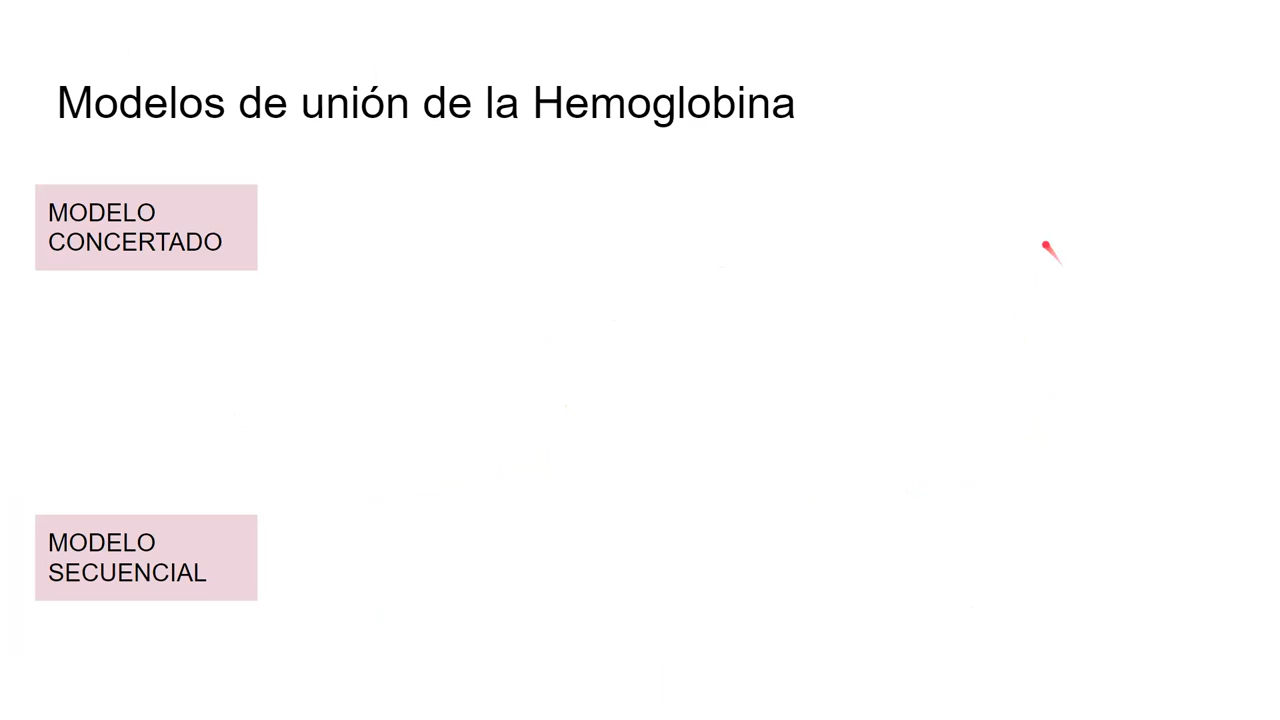 Modelos de unión de la Hemoglobina
MODELO
CONCERTADO
MODELO
SECUENCIAL